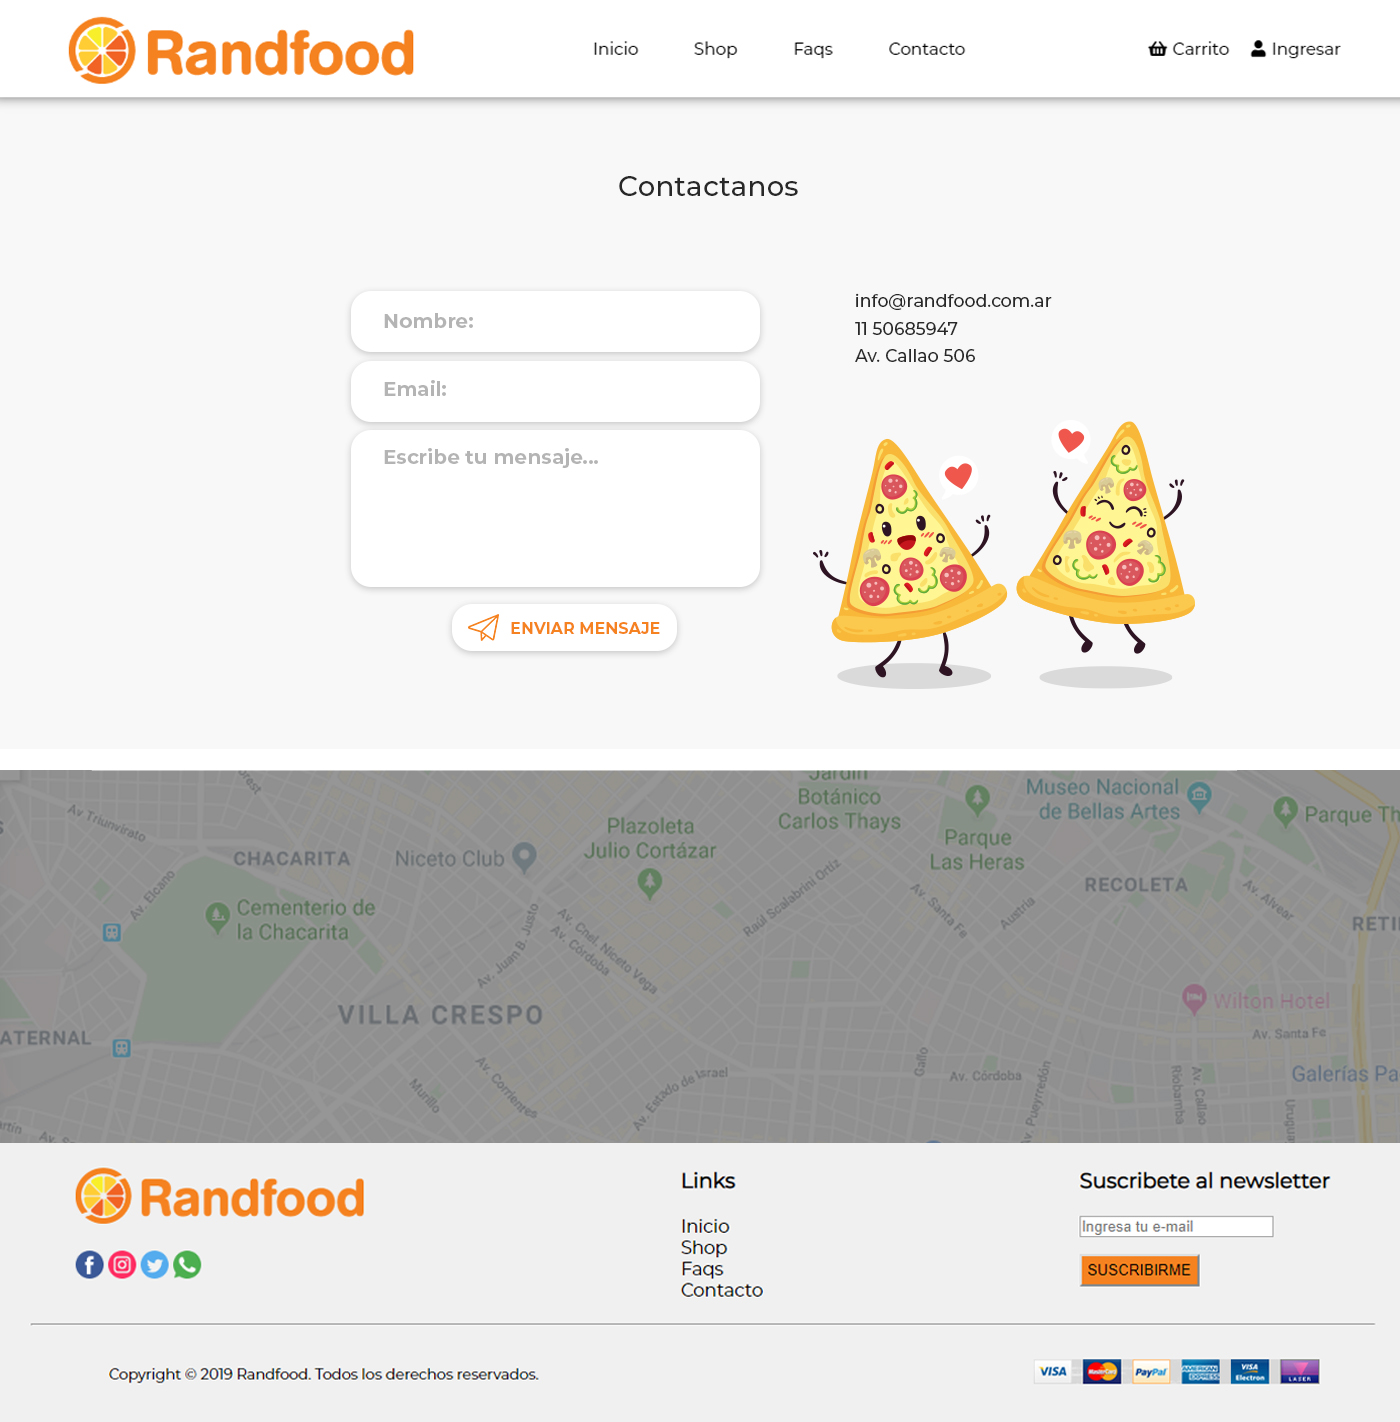 Randfood
Inicio
Shop
Faqs
Contacto
Carrito
Ingresar
Contactanos
Nombre:
Email:
Escribe tu mensaje...
ENVIAR MENSAJE
info@randfood.com.ar
11 50685947
Av. Callao 506
Jardín
Botánico
Carlos Thays
Museo Nacional
de Bellas Artes
Parque Th
Av Triunvirato
Plazoleta
Julio Cortázar
Parque
Las Heras
CHACARITA
Niceto Club
RECOLETA
Av. Elcano
Raúl Scalabrini Ortiz
Av. Santa Fe
Austria
Av. Alvear
Cementerio de
la Chacarita
RETI
Av. Juan B. Justo
Av. Cnel. Niceto Vega
Av. Córdoba
VILLA CRESPO
Wilton Hotel
ATERNAL
Av. Santa Fe
Galerías Pa
Murillo
Av. Corrientes
Av. Estado de Israel
Gallo
Av. Córdoba
Av. Pueyrredón
Riobamba
Av. Callao
Uruguay
Randfood
Links
Inicio
Shop
Faqs
Contacto
Suscribete al newsletter
Ingresa tu e-mail
SUSCRIBIRME
Copyright © 2019 Randfood. Todos los derechos reservados.
VISA
MasterCard
PayPal
AMERICAN EXPRESS
VISA Electron
LASER